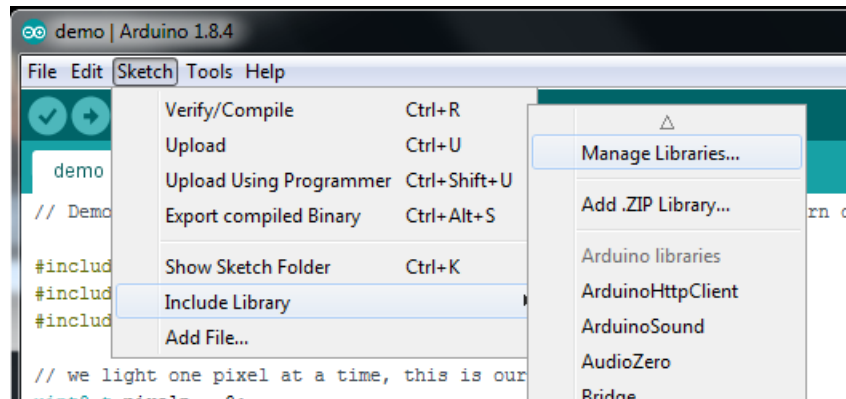 demo | Arduino 1.8.4
File Edit Sketch Tools Help
Verify/Compile Ctrl+R
Upload Ctrl+U
Upload Using Programmer Ctrl+Shift+U
Export compiled Binary Ctrl+Alt+S
Show Sketch Folder Ctrl+K
Include Library
Add File...
Manage Libraries...
Add .ZIP Library...
Arduino libraries
ArduinoHttpClient
ArduinoSound
AudioZero
Bridge
demo
// Demo
#includ
#includ
#includ
// we light one pixel at a time, this is our